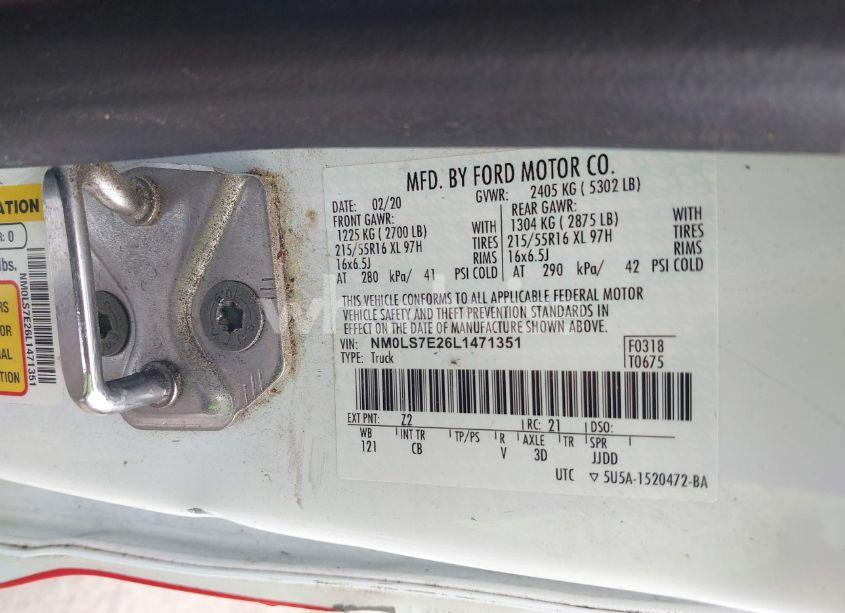 MFD. BY FORD MOTOR CO.
DATE: 02/20 GVWR: 2405 KG ( 5302 LB)
FRONT GAWR: REAR GAWR:
1225 KG ( 2700 LB) WITH 1304 KG ( 2875 LB) WITH
215/55R16 XL 97H TIRES 215/55R16 XL 97H TIRES
16x6.5J RIMS 16x6.5J RIMS
AT 280 kPa/ 41 PSI COLD AT 290 kPa/ 42 PSI COLD
THIS VEHICLE CONFORMS TO ALL APPLICABLE FEDERAL MOTOR
VEHICLE SAFETY AND THEFT PREVENTION STANDARDS IN
EFFECT ON THE DATE OF MANUFACTURE SHOWN ABOVE.
VIN: NM0LS7E26L1471351 F0318
TYPE: Truck T0675
EXT PNT: Z2 RC: 21 DSO:
WB INT TR TP/PS R AXLE TR SPR
121 CB V 3D JJDD
UTC ▽ 5U5A-1520472-BA
NM0LS7E26L1471351
R: 0
lbs.